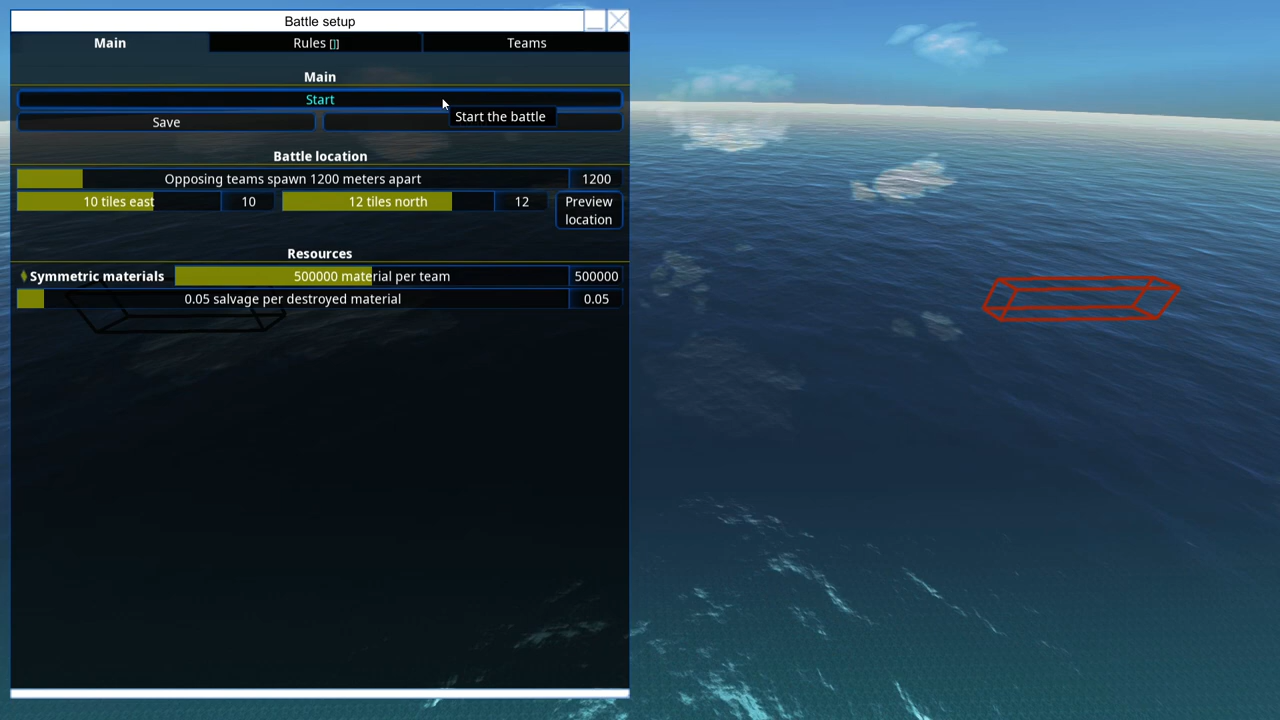 Battle setup
Main
Rules []]
Teams
Main
Start
Start the battle
Save
Battle location
Opposing teams spawn 1200 meters apart
1200
10 tiles east
10
12 tiles north
12
Preview
location
Resources
Symmetric materials
500000 material per team
500000
0.05 salvage per destroyed material
0.05